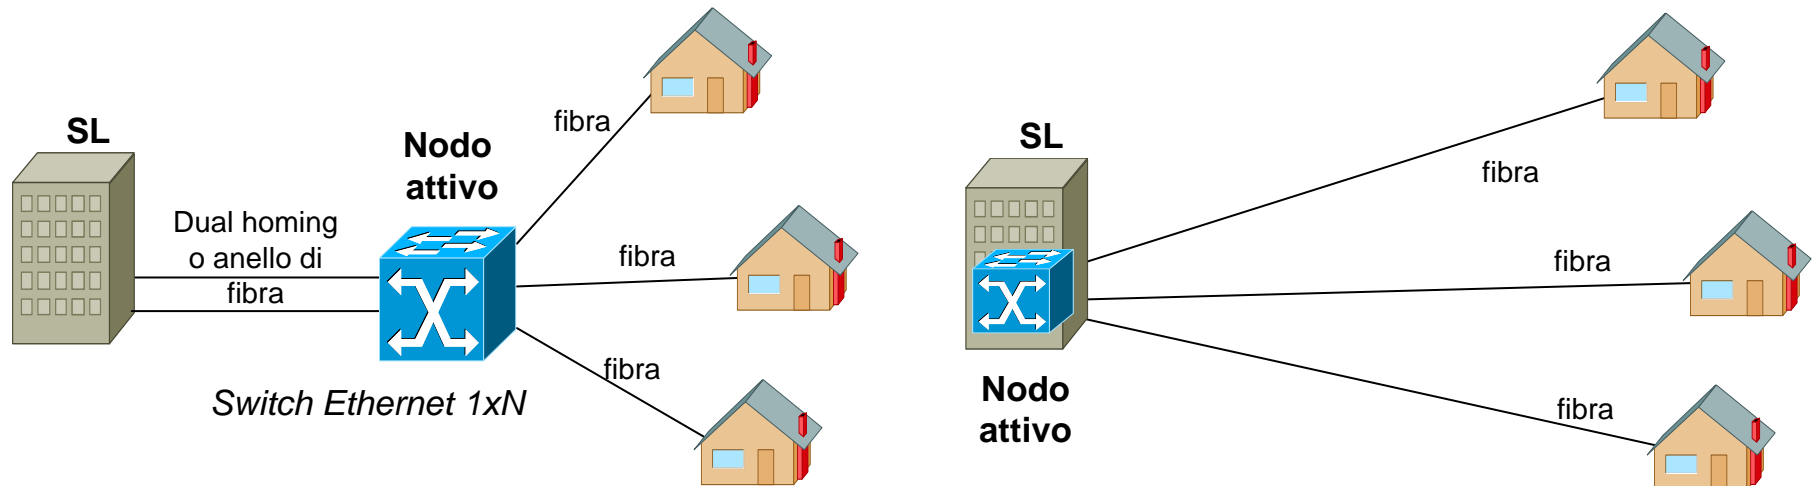 SL
Dual homing
o anello di
fibra
Nodo
attivo
Switch Ethernet 1xN
fibra
fibra
fibra
SL
Nodo
attivo
fibra
fibra
fibra